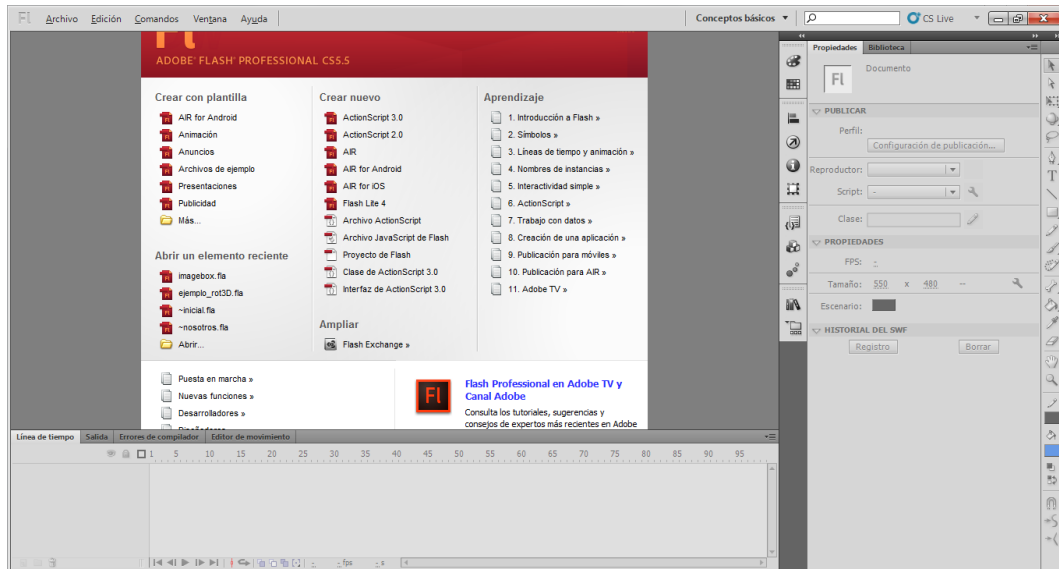 Fl Archivo Edición Comandos Ventana Ayuda Conceptos básicos CS Live
ADOBE® FLASH® PROFESSIONAL CS5.5
Crear con plantilla
AIR for Android
Animación
Anuncios
Archivos de ejemplo
Presentaciones
Publicidad
Más...
Abrir un elemento reciente
imagebox.fla
ejemplo_rot3D.fla
~inicial.fla
~nosotros.fla
Abrir...
Crear nuevo
ActionScript 3.0
ActionScript 2.0
AIR
AIR for Android
AIR for iOS
Flash Lite 4
Archivo ActionScript
Archivo JavaScript de Flash
Proyecto de Flash
Clase de ActionScript 3.0
Interfaz de ActionScript 3.0
Ampliar
Flash Exchange »
Aprendizaje
1. Introducción a Flash »
2. Símbolos »
3. Líneas de tiempo y animación »
4. Nombres de instancias »
5. Interactividad simple »
6. ActionScript »
7. Trabajo con datos »
8. Creación de una aplicación »
9. Publicación para móviles »
10. Publicación para AIR »
11. Adobe TV »
Puesta en marcha »
Nuevas funciones »
Desarrolladores »
Fl
Flash Professional en Adobe TV y
Canal Adobe
Consulta los tutoriales, sugerencias y
consejos de expertos más recientes en Adobe
Propiedades Biblioteca
Fl Documento
PUBLICAR
Perfil:
Configuración de publicación...
Reproductor:
Script: -
Clase:
PROPIEDADES
FPS: -
Tamaño: 550 x 480 --
Escenario:
HISTORIAL DEL SWF
Registro Borrar
Línea de tiempo Salida Errores de compilador Editor de movimiento
1 5 10 15 20 25 30 35 40 45 50 55 60 65 70 75 80 85 90 95
- - fps - s